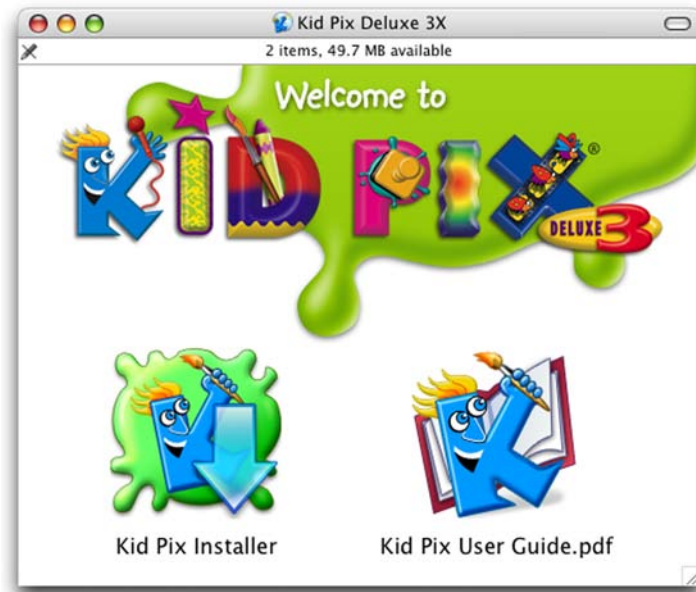 Kid Pix Deluxe 3X
2 items, 49.7 MB available
Welcome to
KID PIX®
DELUXE 3
Kid Pix Installer
Kid Pix User Guide.pdf